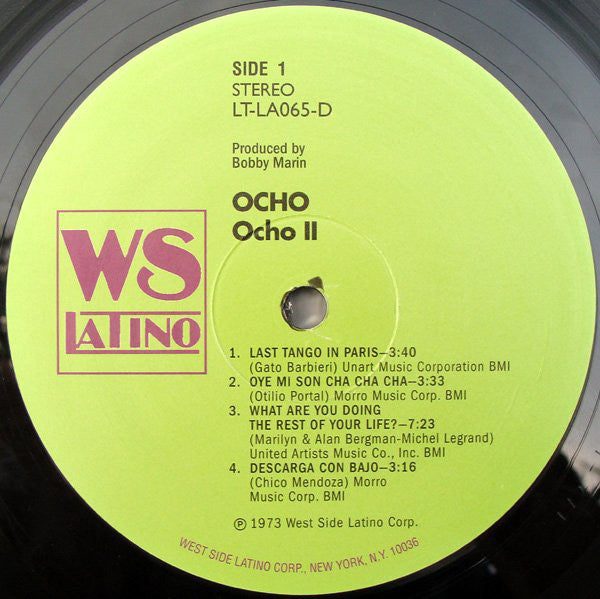 SIDE 1
STEREO
LT-LA065-D
Produced by
Bobby Marin
OCHO
Ocho II
WS
LATINO
1. LAST TANGO IN PARIS—3:40
(Gato Barbieri) Unart Music Corporation BMI
2. OYE MI SON CHA CHA CHA—3:33
(Otilio Portal) Morro Music Corp. BMI
3. WHAT ARE YOU DOING
THE REST OF YOUR LIFE?—7:23
(Marilyn & Alan Bergman-Michel Legrand)
United Artists Music Co., Inc. BMI
4. DESCARGA CON BAJO—3:16
(Chico Mendoza) Morro
Music Corp. BMI
℗ 1973 West Side Latino Corp.
WEST SIDE LATINO CORP., NEW YORK, N.Y. 10036